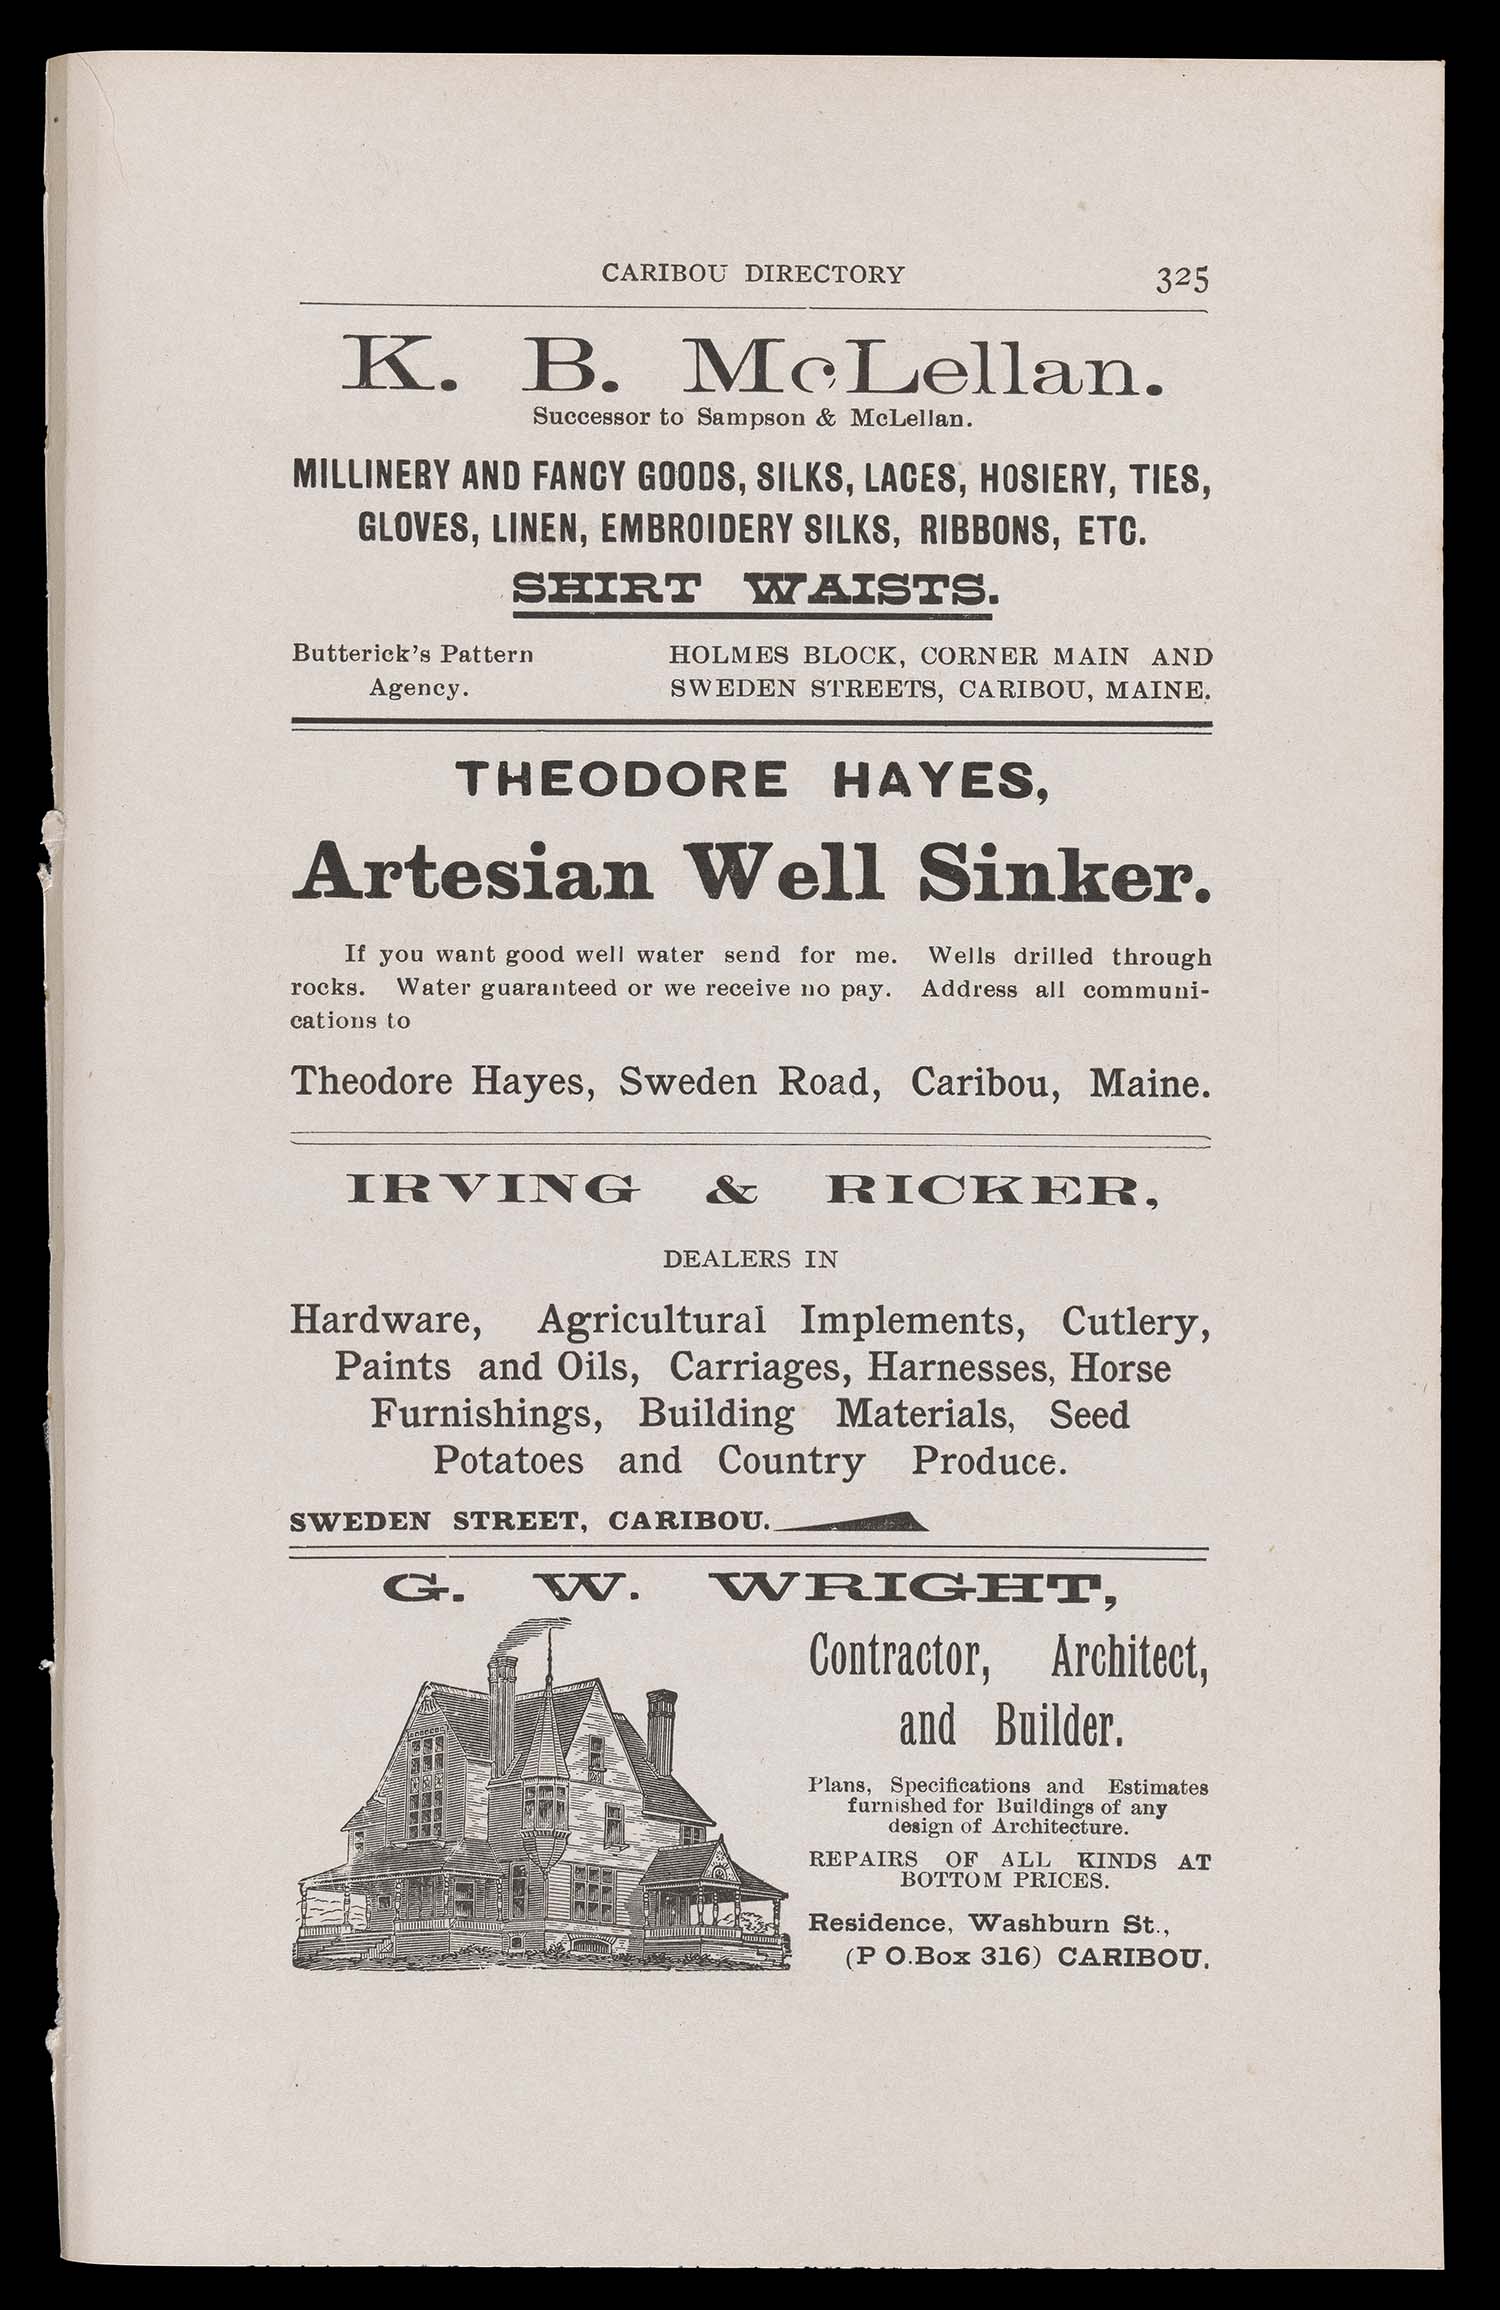 CARIBOU DIRECTORY 325
K. B. McLellan.
Successor to Sampson & McLellan.
MILLINERY AND FANCY GOODS, SILKS, LACES, HOSIERY, TIES,
GLOVES, LINEN, EMBROIDERY SILKS, RIBBONS, ETC.
SHIRT WAISTS.
Butterick's Pattern
Agency.
HOLMES BLOCK, CORNER MAIN AND
SWEDEN STREETS, CARIBOU, MAINE.
THEODORE HAYES,
Artesian Well Sinker.
If you want good well water send for me. Wells drilled through
rocks. Water guaranteed or we receive no pay. Address all communi-
cations to
Theodore Hayes, Sweden Road, Caribou, Maine.
IRVING & RICKER,
DEALERS IN
Hardware, Agricultural Implements, Cutlery,
Paints and Oils, Carriages, Harnesses, Horse
Furnishings, Building Materials, Seed
Potatoes and Country Produce.
SWEDEN STREET, CARIBOU.
G. W. WRIGHT,
Contractor, Architect,
and Builder.
Plans, Specifications and Estimates
furnished for Buildings of any
design of Architecture.
REPAIRS OF ALL KINDS AT
BOTTOM PRICES.
Residence, Washburn St.,
(P O.Box 316) CARIBOU.